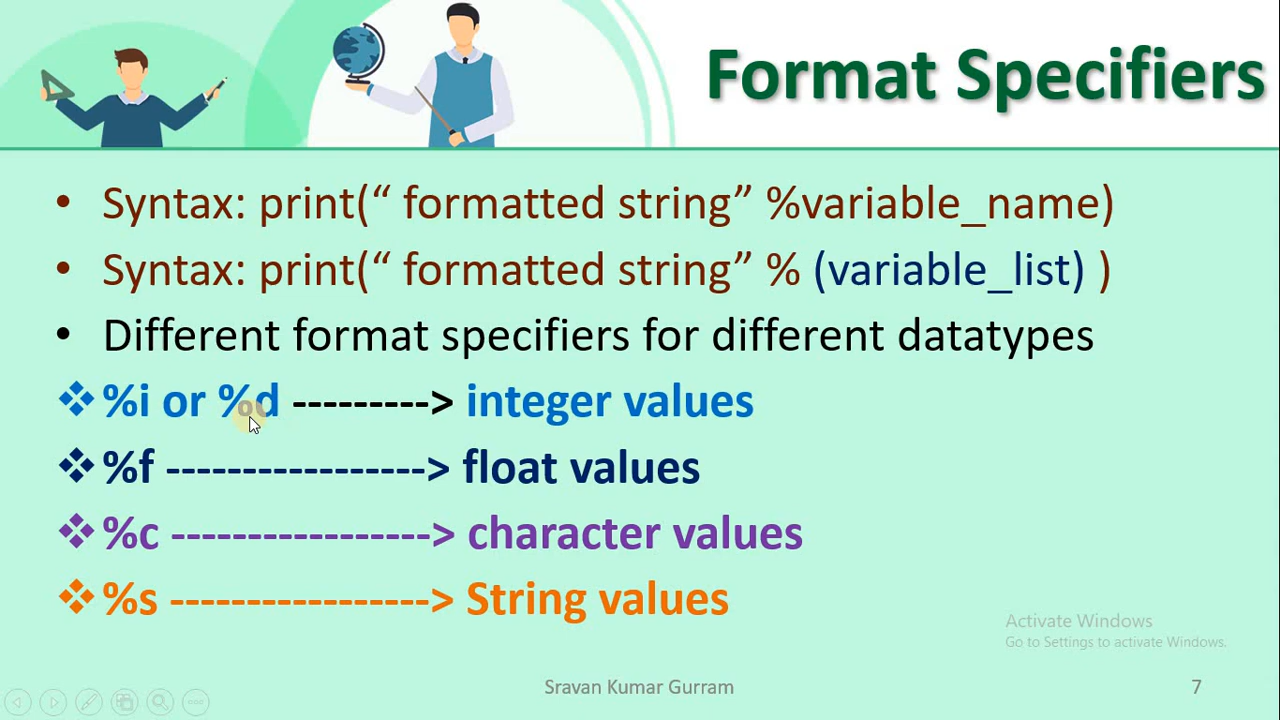 Format Specifiers
• Syntax: print(“ formatted string” %variable_name)
• Syntax: print(“ formatted string” % (variable_list) )
• Different format specifiers for different datatypes
❖%i or %d ---------> integer values
❖%f -----------------> float values
❖%c -----------------> character values
❖%s -----------------> String values
Activate Windows
Go to Settings to activate Windows.
Sravan Kumar Gurram
7